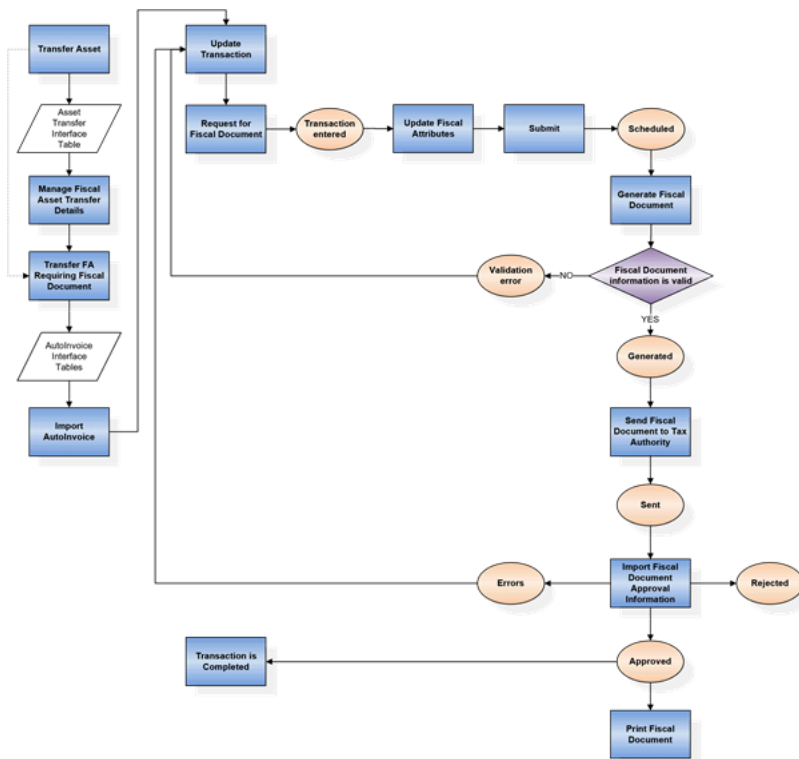 Transfer Asset
Asset
Transfer
Interface
Table
Manage Fiscal
Asset Transfer
Details
Transfer FA
Requiring Fiscal
Document
AutoInvoice
Interface
Tables
Import
AutoInvoice
Update
Transaction
Request for
Fiscal Document
Transaction
entered
Update Fiscal
Attributes
Submit
Scheduled
Generate Fiscal
Document
Fiscal Document
information is valid
NO
Validation
error
YES
Generated
Send Fiscal
Document to Tax
Authority
Sent
Import Fiscal
Document
Approval
Information
Errors
Rejected
Approved
Transaction is
Completed
Print Fiscal
Document